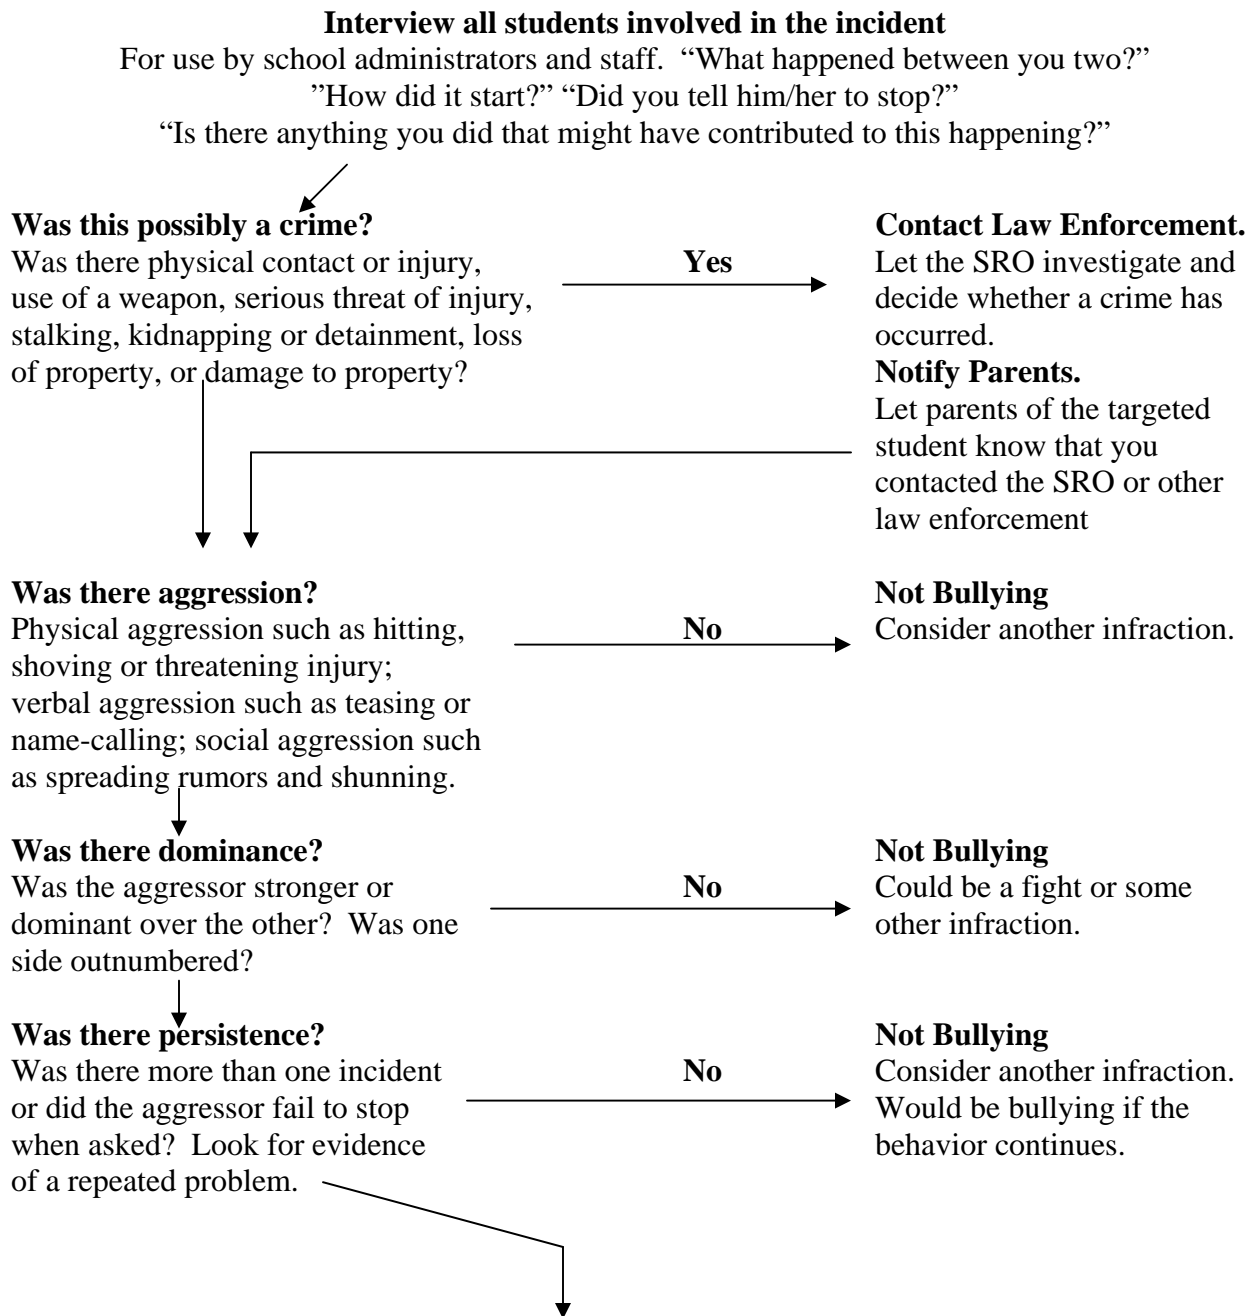 Interview all students involved in the incident
For use by school administrators and staff.  “What happened between you two?”
”How did it start?” “Did you tell him/her to stop?”
“Is there anything you did that might have contributed to this happening?”
Was this possibly a crime?
Was there physical contact or injury,
use of a weapon, serious threat of injury,
stalking, kidnapping or detainment, loss
of property, or damage to property?
Yes
Contact Law Enforcement.
Let the SRO investigate and
decide whether a crime has
occurred.
Notify Parents.
Let parents of the targeted
student know that you
contacted the SRO or other
law enforcement
Was there aggression?
Physical aggression such as hitting,
shoving or threatening injury;
verbal aggression such as teasing or
name-calling; social aggression such
as spreading rumors and shunning.
No
Not Bullying
Consider another infraction.
Was there dominance?
Was the aggressor stronger or
dominant over the other?  Was one
side outnumbered?
No
Not Bullying
Could be a fight or some
other infraction.
Was there persistence?
Was there more than one incident
or did the aggressor fail to stop
when asked?  Look for evidence
of a repeated problem.
No
Not Bullying
Consider another infraction.
Would be bullying if the
behavior continues.